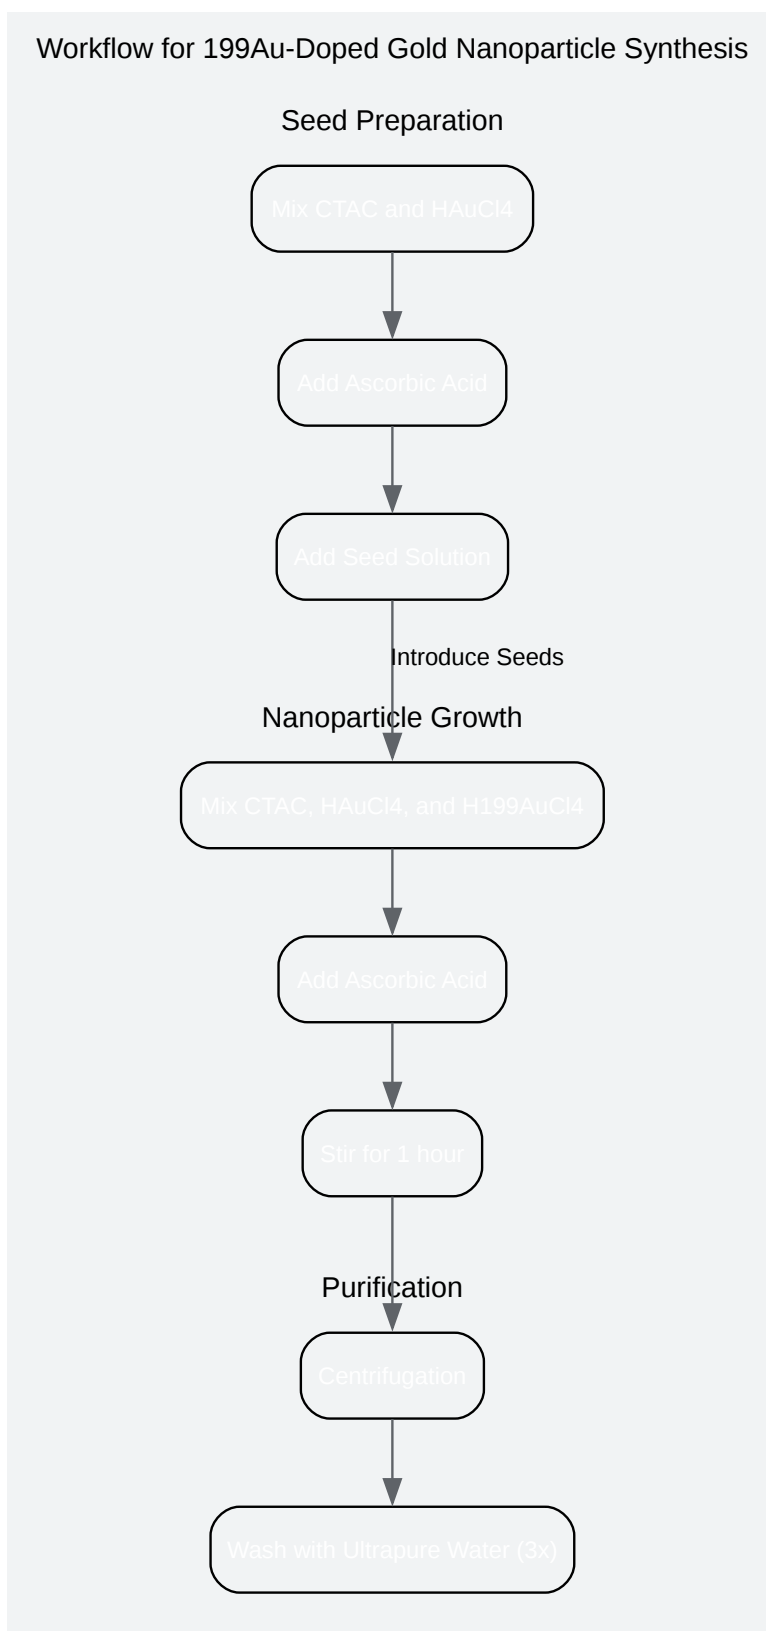 Workflow for 199Au-Doped Gold Nanoparticle Synthesis
Seed Preparation
Mix CTAC and HAuCl4
Add Ascorbic Acid
Add Seed Solution
Introduce Seeds
Nanoparticle Growth
Mix CTAC, HAuCl4, and H199AuCl4
Add Ascorbic Acid
Stir for 1 hour
Purification
Centrifugation
Wash with Ultrapure Water (3x)